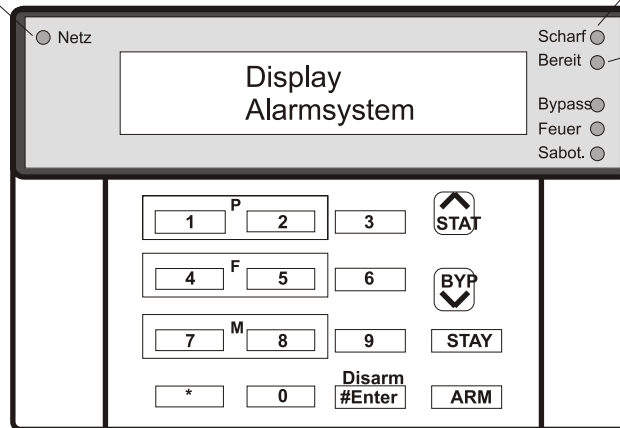 Netz
Scharf
Bereit
Display
Alarmsystem
Bypass
Feuer
Sabot.
P
1 2 3 STAT
F
4 5 6 BYP
M
7 8 9 STAY
Disarm
* 0 #Enter ARM